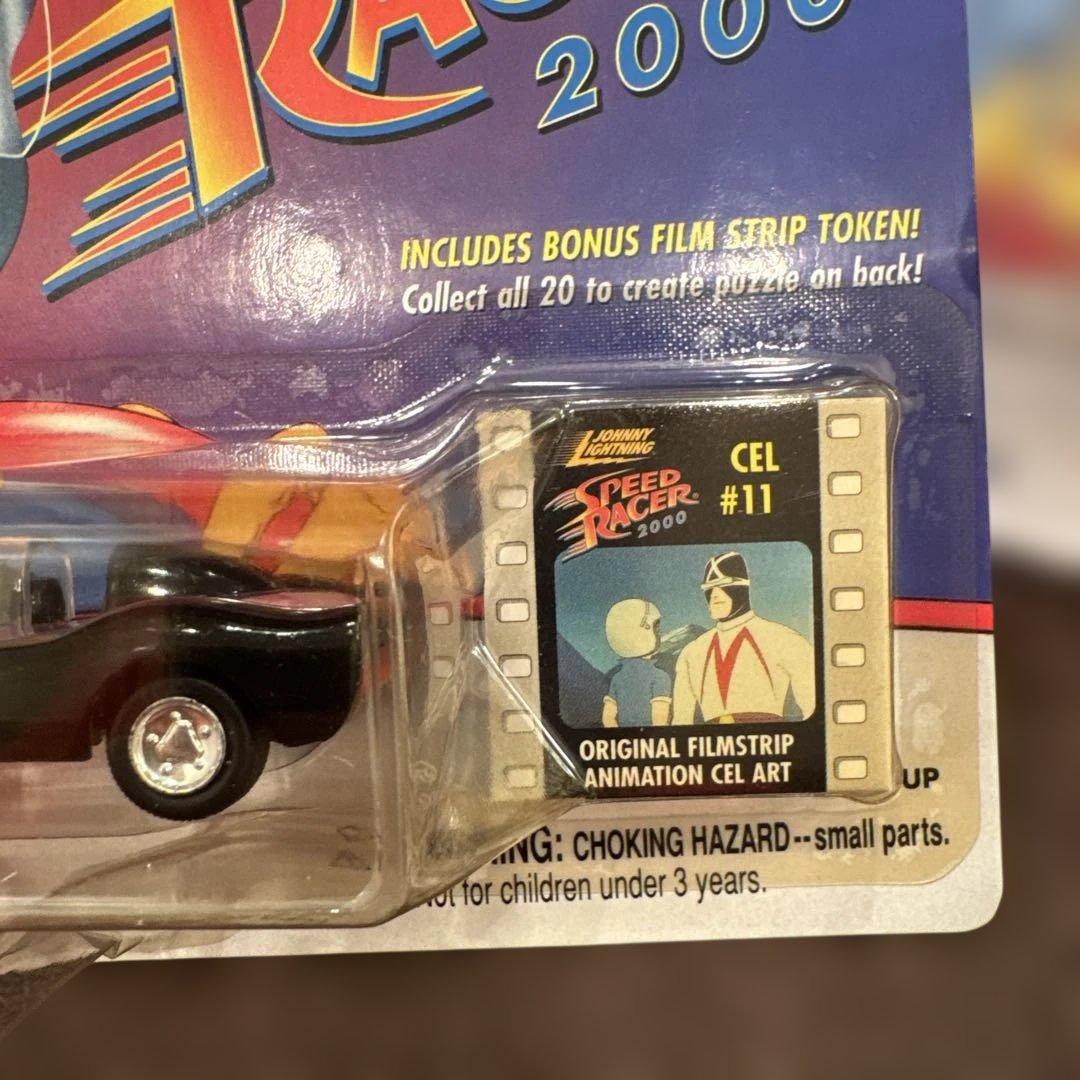 2000
INCLUDES BONUS FILM STRIP TOKEN!
Collect all 20 to create puzzle on back!
JOHNNY
LIGHTNING
SPEED
RACER
2000
CEL
#11
M
ORIGINAL FILMSTRIP
ANIMATION CEL ART
UP
CHOKING HAZARD--small parts.
for children under 3 years.